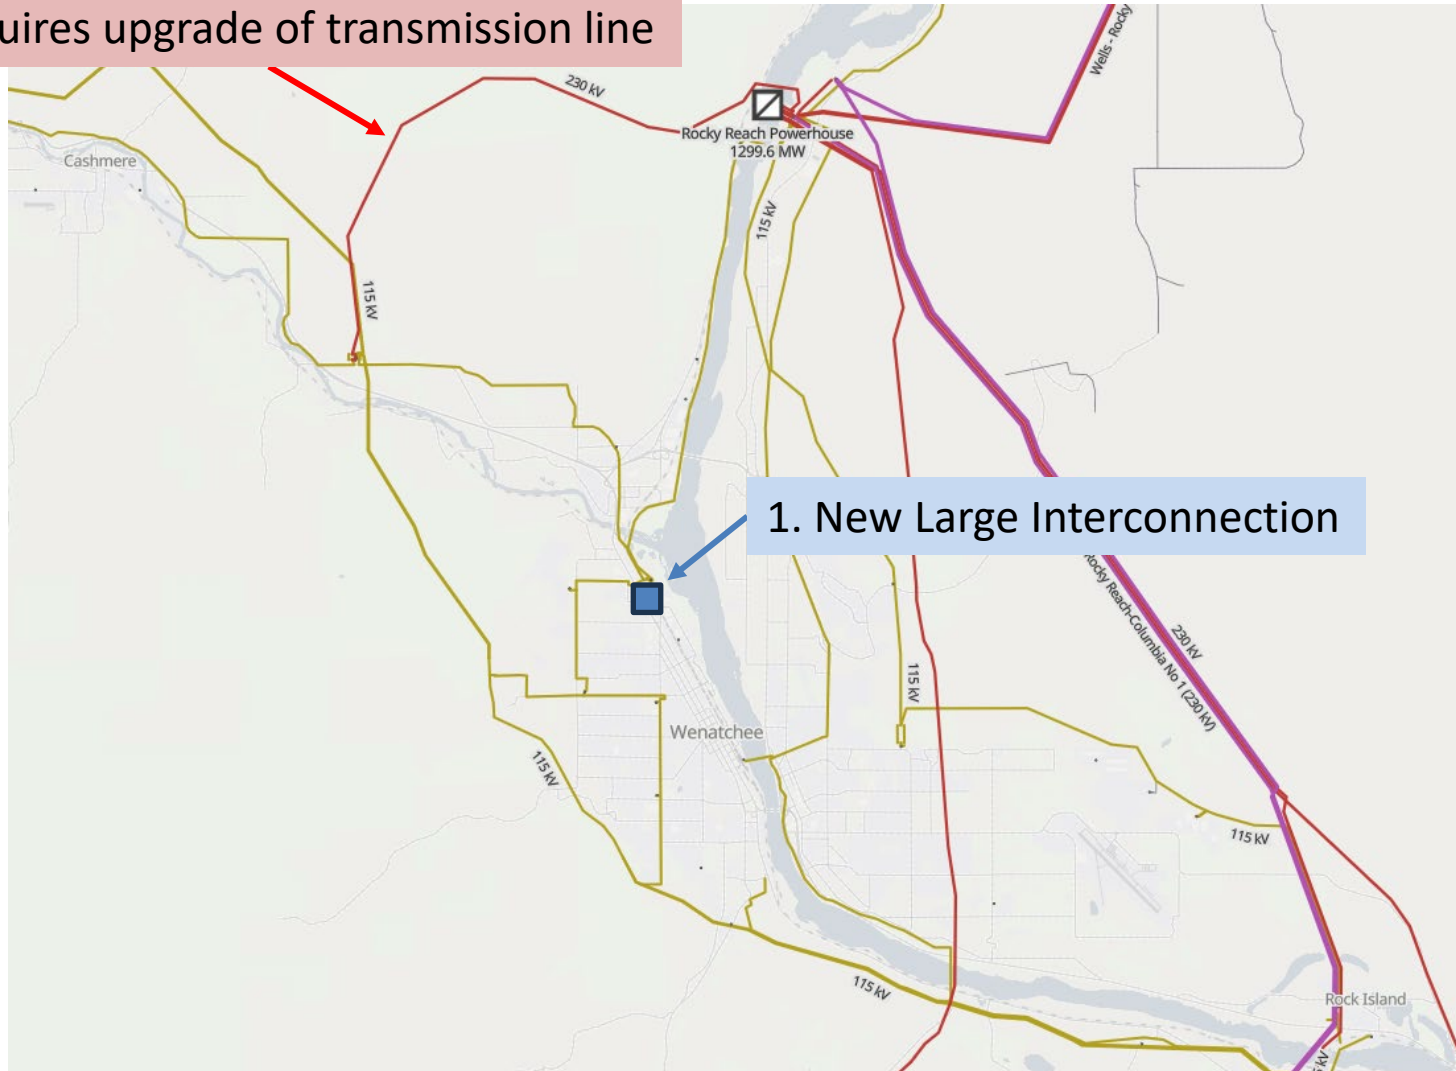 upgrade of transmission line
230 kV
Wells - Rocky
Rocky Reach Powerhouse
1299.6 MW
Cashmere
115 kV
115 kV
1. New Large Interconnection
Rocky Reach-Columbia No 1 (230 kV)
230 kV
115 kV
Wenatchee
115 kV
115 kV
115 kV
Rock Island
kV